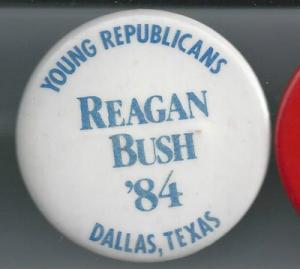 YOUNG REPUBLICANS
REAGAN
BUSH
'84
DALLAS, TEXAS